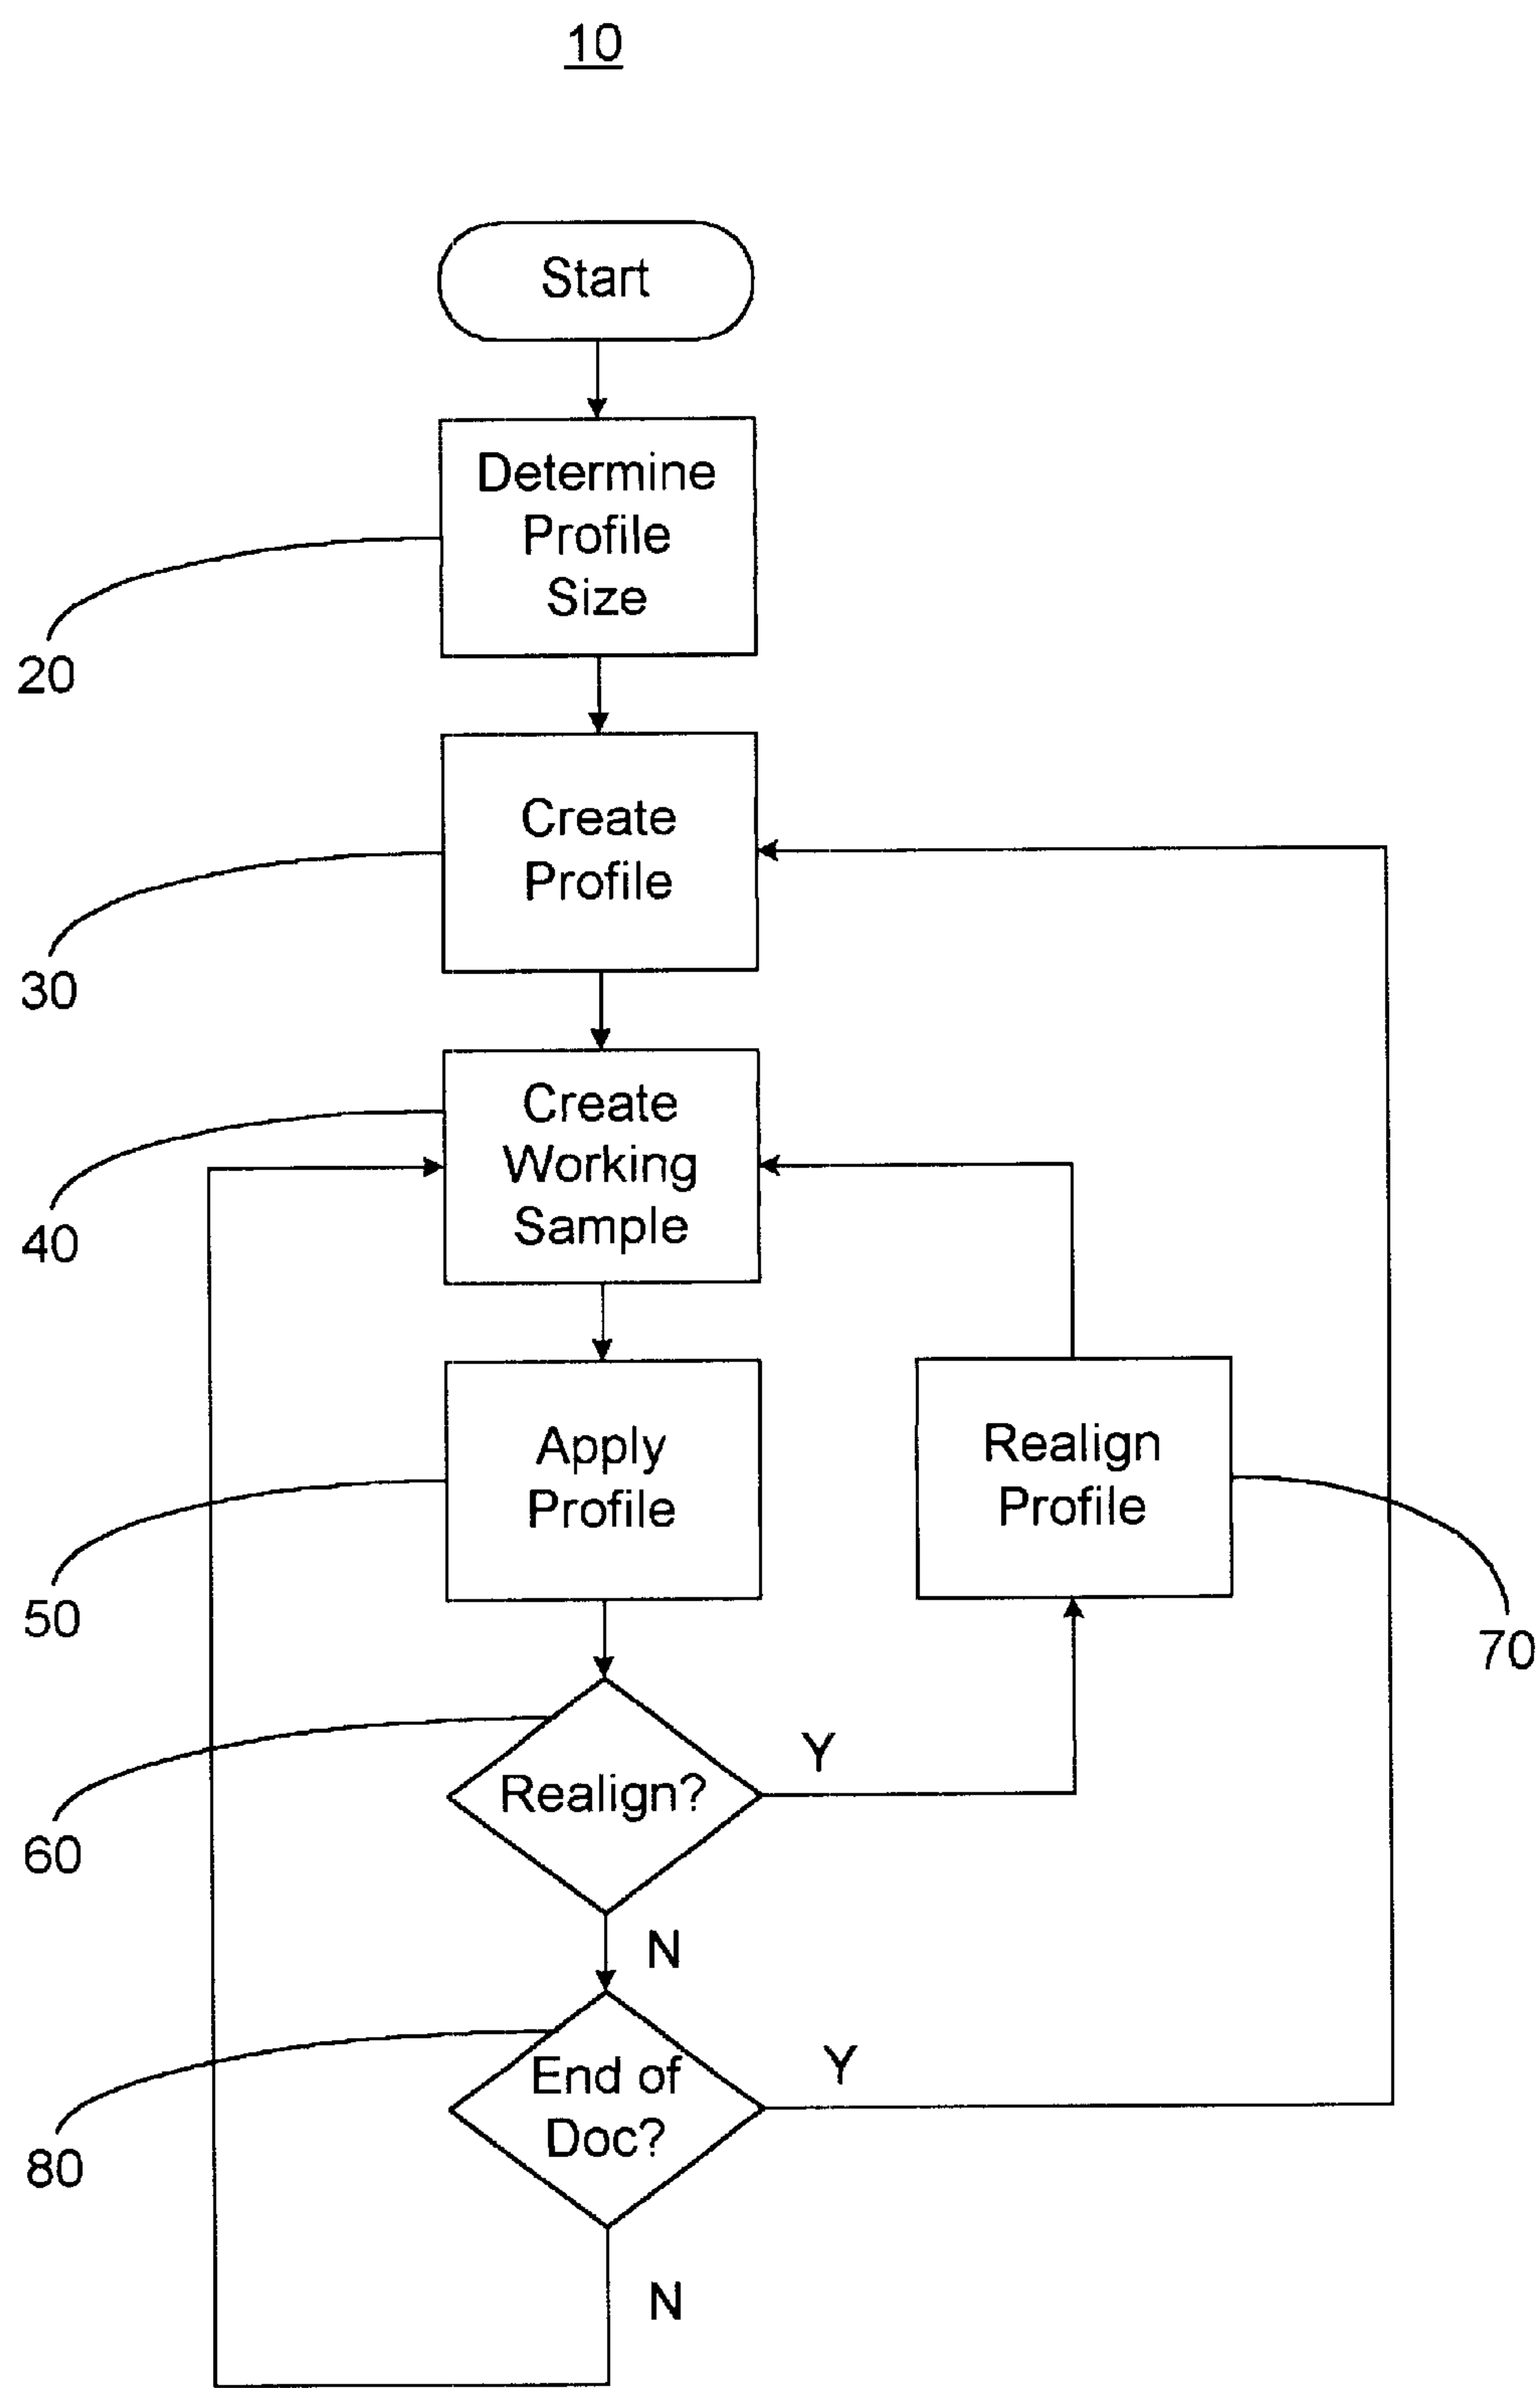 10
Start
Determine
Profile
Size
20
Create
Profile
30
Create
Working
Sample
40
Apply
Profile
50
Realign
Profile
70
Realign?
Y
60
N
End of
Doc?
Y
80
N